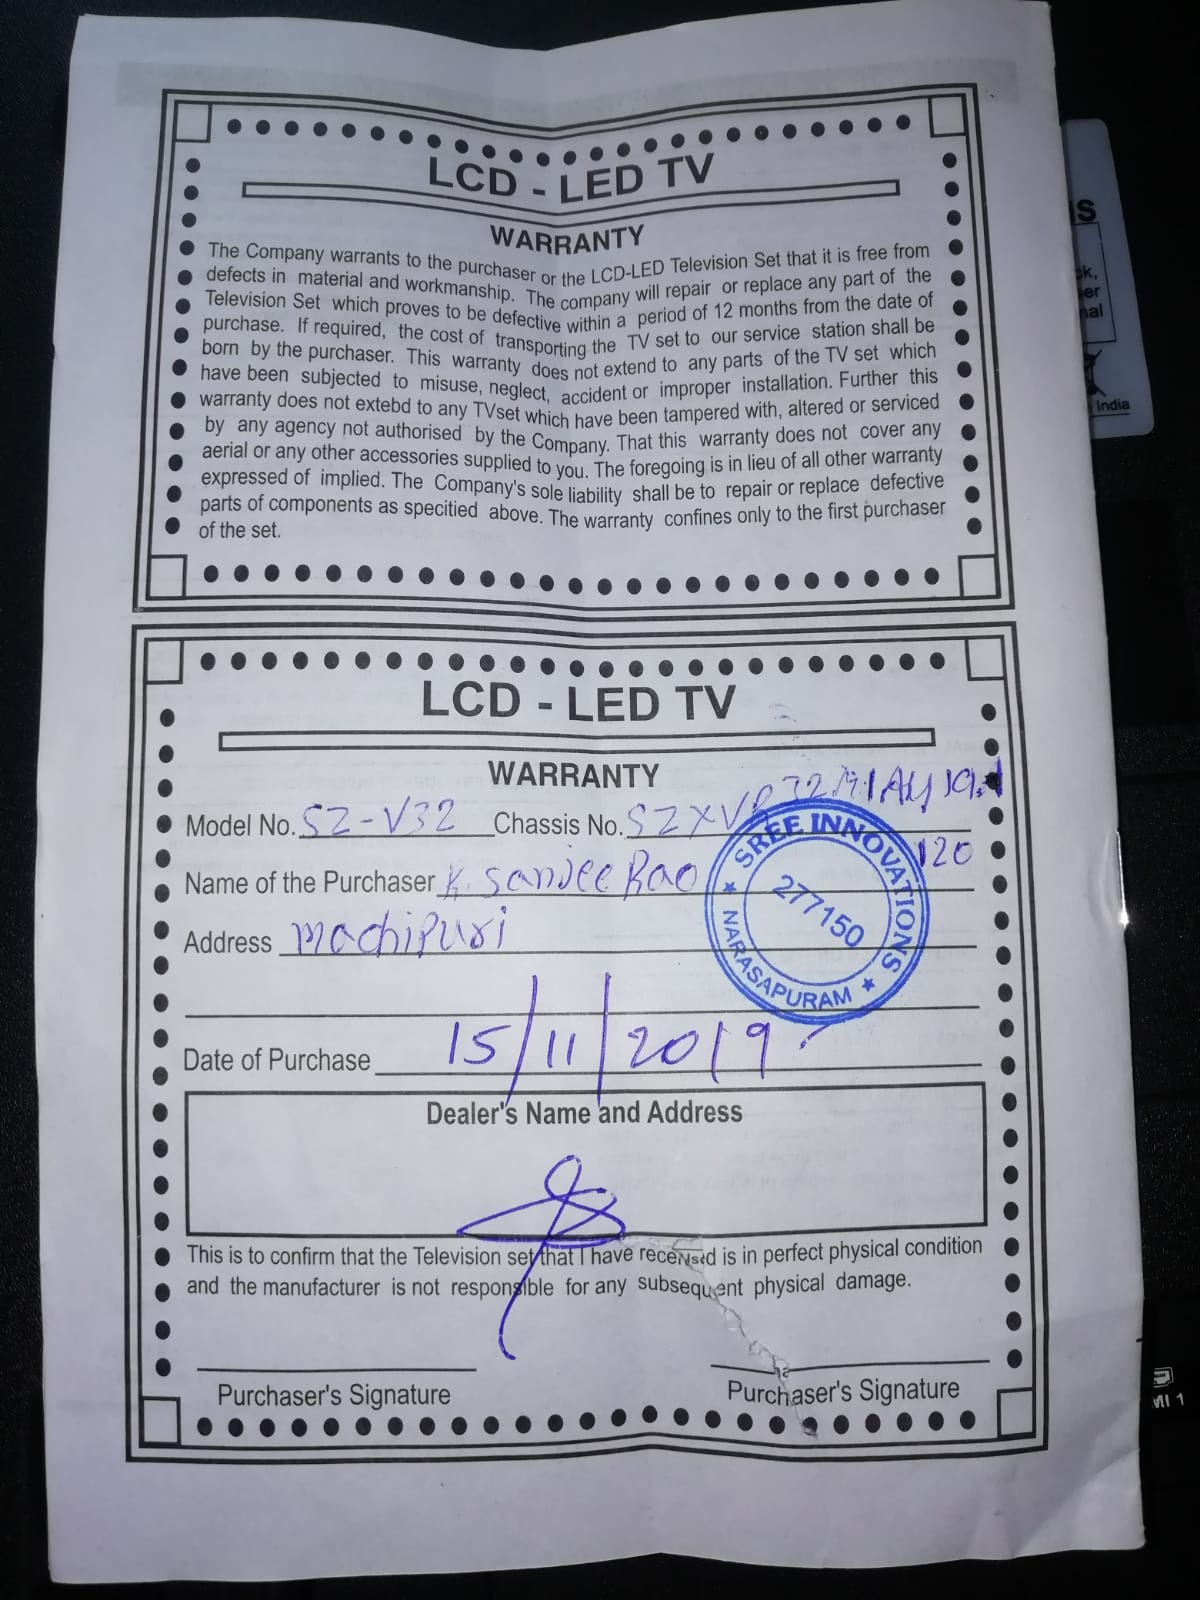 LCD - LED TV
WARRANTY
The Company warrants to the purchaser or the LCD-LED Television Set that it is free from
defects in material and workmanship. The company will repair or replace any part of the
Television Set which proves to be defective within a period of 12 months from the date of
purchase. If required, the cost of transporting the TV set to our service station shall be
born by the purchaser. This warranty does not extend to any parts of the TV set which
have been subjected to misuse, neglect, accident or improper installation. Further this
warranty does not extebd to any TVset which have been tampered with, altered or serviced
by any agency not authorised by the Company. That this warranty does not cover any
aerial or any other accessories supplied to you. The foregoing is in lieu of all other warranty
expressed of implied. The Company's sole liability shall be to repair or replace defective
parts of components as specitied above. The warranty confines only to the first purchaser
of the set.
LCD - LED TV
WARRANTY
Model No. SZ-V32 Chassis No.
120
Name of the Purchaser K. Sanjee Rao
Address Machipuri
SREE INNOVATIONS
277150
NARASAPURAM
Date of Purchase 15/11/2019
Dealer's Name and Address
This is to confirm that the Television set that I have received is in perfect physical condition
and the manufacturer is not responsible for any subsequent physical damage.
Purchaser's Signature
Purchaser's Signature
India
MI 1